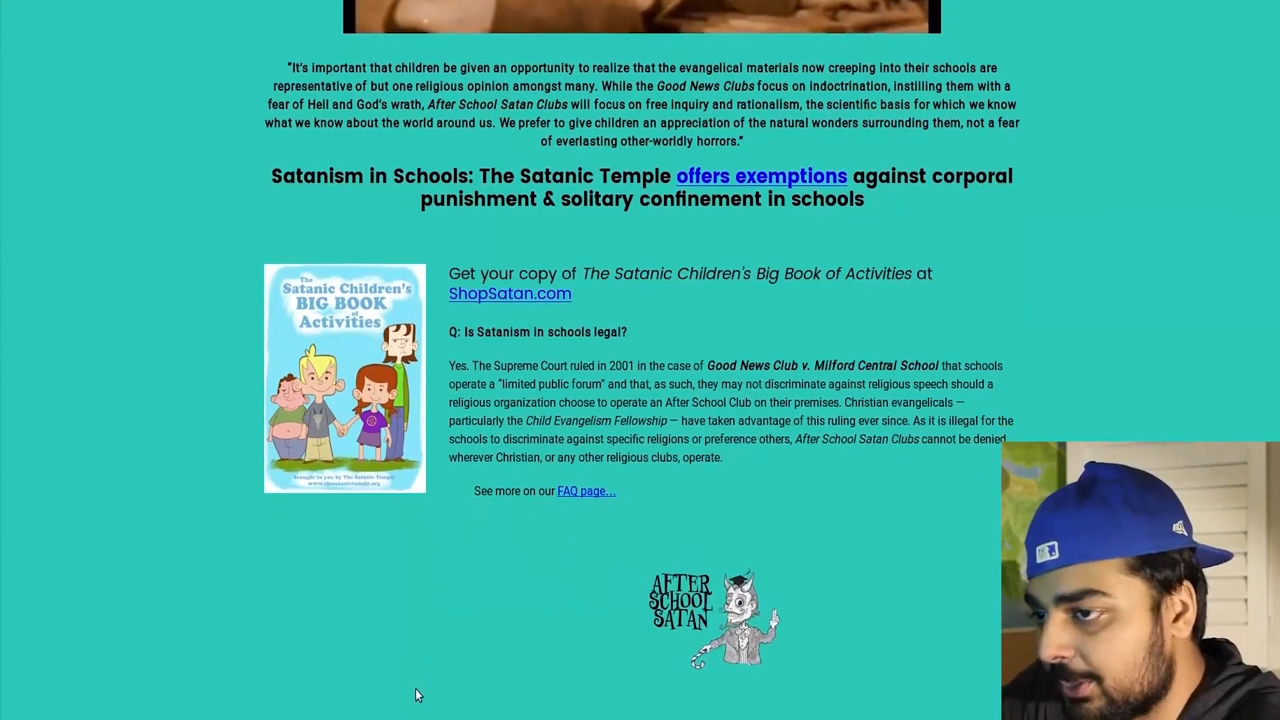 "It's important that children be given an opportunity to realize that the evangelical materials now creeping into their schools are
representative of but one religious opinion amongst many. While the Good News Clubs focus on indoctrination, instilling them with a
fear of Hell and God's wrath, After School Satan Clubs will focus on free inquiry and rationalism, the scientific basis for which we know
what we know about the world around us. We prefer to give children an appreciation of the natural wonders surrounding them, not a fear
of everlasting other-worldly horrors."
Satanism in Schools: The Satanic Temple offers exemptions against corporal
punishment & solitary confinement in schools
The
Satanic Children's
BIG BOOK
of
Activities
Brought to you by The Satanic Temple
www.thesatanictemple.org
Get your copy of The Satanic Children's Big Book of Activities at
ShopSatan.com
Q: Is Satanism in schools legal?
Yes. The Supreme Court ruled in 2001 in the case of Good News Club v. Milford Central School that schools
operate a "limited public forum" and that, as such, they may not discriminate against religious speech should a
religious organization choose to operate an After School Club on their premises. Christian evangelicals —
particularly the Child Evangelism Fellowship — have taken advantage of this ruling ever since. As it is illegal for the
schools to discriminate against specific religions or preference others, After School Satan Clubs cannot be denied
wherever Christian, or any other religious clubs, operate.
See more on our FAQ page...
AFTER
SCHOOL
SATAN